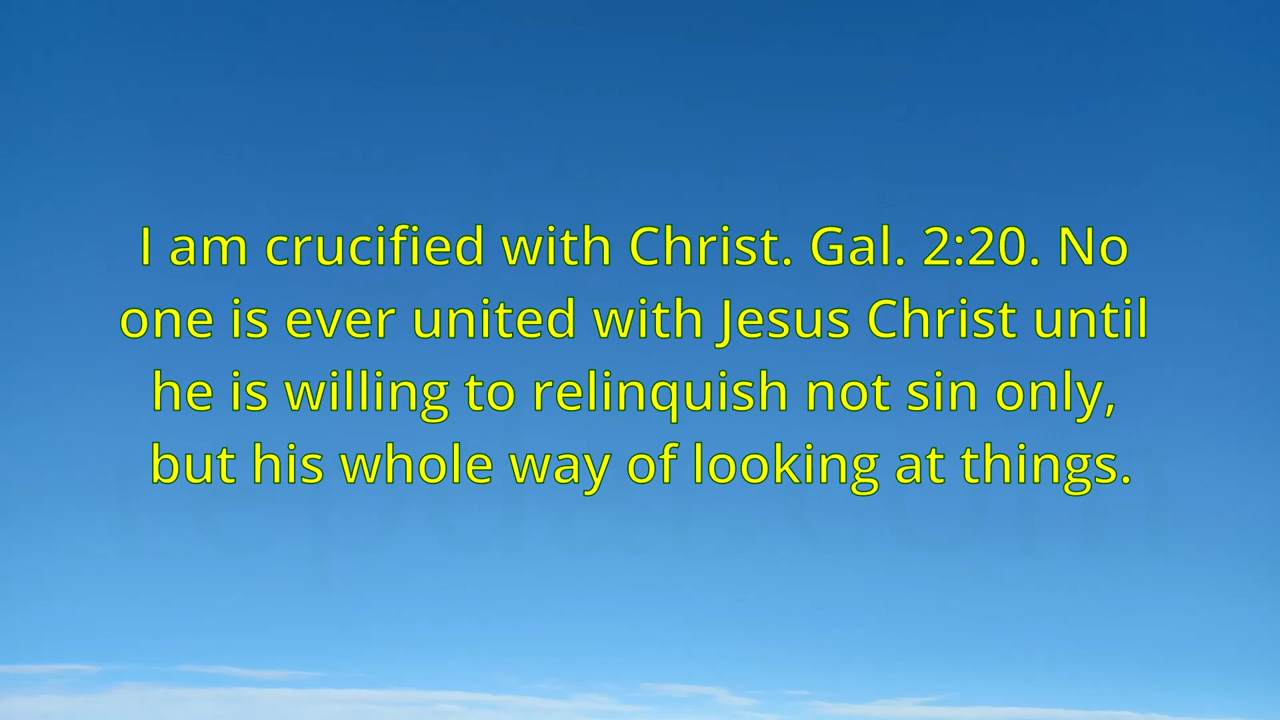 I am crucified with Christ. Gal. 2:20. No
one is ever united with Jesus Christ until
he is willing to relinquish not sin only,
but his whole way of looking at things.